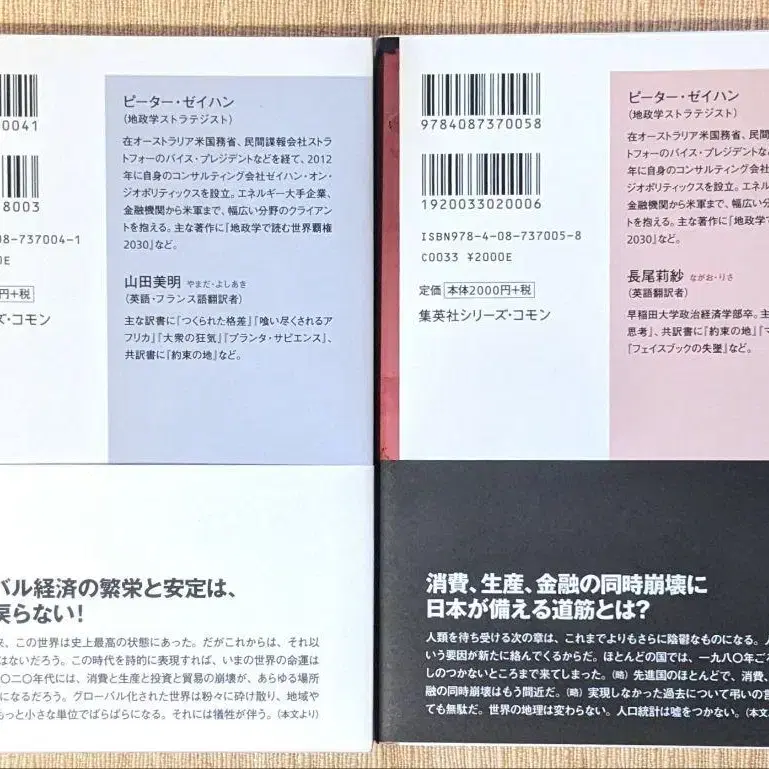 0041
8003
08-737004-1
0E
円+税
ズ・コモン
ピーター・ゼイハン
(地政学ストラテジスト)
在オーストラリア米国務省、民間諜報会社ストラ
トフォーのバイス・プレジデントなどを経て、2012
年に自身のコンサルティング会社ゼイハン・オン・
ジオポリティックスを設立。エネルギー大手企業、
金融機関から米軍まで、幅広い分野のクライアン
トを抱える。主な著作に『地政学で読む世界覇権
2030』など。
山田美明 やまだ・よしあき
(英語・フランス語翻訳者)
主な訳書に『つくられた格差』『喰い尽くされるア
フリカ』『大衆の狂気』『プランタ・サピエンス』、
共訳書に『約束の地』など。
バル経済の繁栄と安定は、
戻らない!
来、この世界は史上最高の状態にあった。だがこれからは、それ以
はないだろう。この時代を詩的に表現すれば、いまの世界の命運は
〇二〇年代には、消費と生産と投資と貿易の崩壊が、あらゆる場所
になるだろう。グローバル化された世界は粉々に砕け散り、地域や
もっと小さな単位でばらばらになる。それには犠牲が伴う。(本文より)
9784087370058
1920033020006
ISBN978-4-08-737005-8
C0033 ¥2000E
定価 本体2000円+税
集英社シリーズ・コモン
ピーター・ゼイハン
(地政学ストラテジスト)
在オーストラリア米国務省、民
トフォーのバイス・プレジデントな
年に自身のコンサルティング会社
ジオポリティックスを設立。エネル
金融機関から米軍まで、幅広い
トを抱える。主な著作に『地政学
2030』など。
長尾莉紗 ながお・りさ
(英語翻訳者)
早稲田大学政治経済学部卒。主
思考』、共訳書に『約束の地』『マ
『フェイスブックの失墜』など。
消費、生産、金融の同時崩壊に
日本が備える道筋とは?
人類を待ち受ける次の章は、これまでよりもさらに陰鬱なものになる。人
いう要因が新たに絡んでくるからだ。ほとんどの国では、一九八〇年ごろ
しのつかないところまで来てしまった。(略)先進国のほとんどで、消費、
融の同時崩壊はもう間近だ。(略)実現しなかった過去について弔いの言
ても無駄だ。世界の地理は変わらない。人口統計は嘘をつかない。(本文